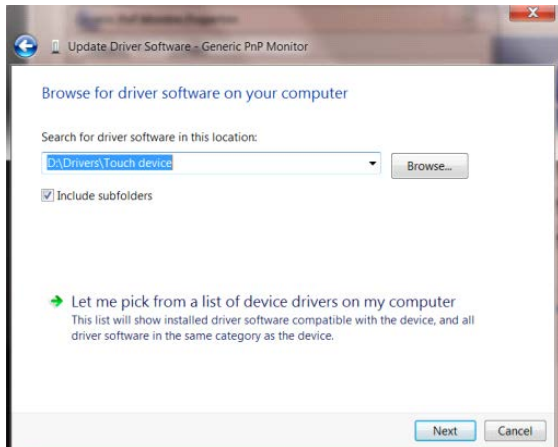 Update Driver Software - Generic PnP Monitor
Browse for driver software on your computer
Search for driver software in this location:
D:\Drivers\Touch device
Browse...
Include subfolders
Let me pick from a list of device drivers on my computer
This list will show installed driver software compatible with the device, and all
driver software in the same category as the device.
Next
Cancel